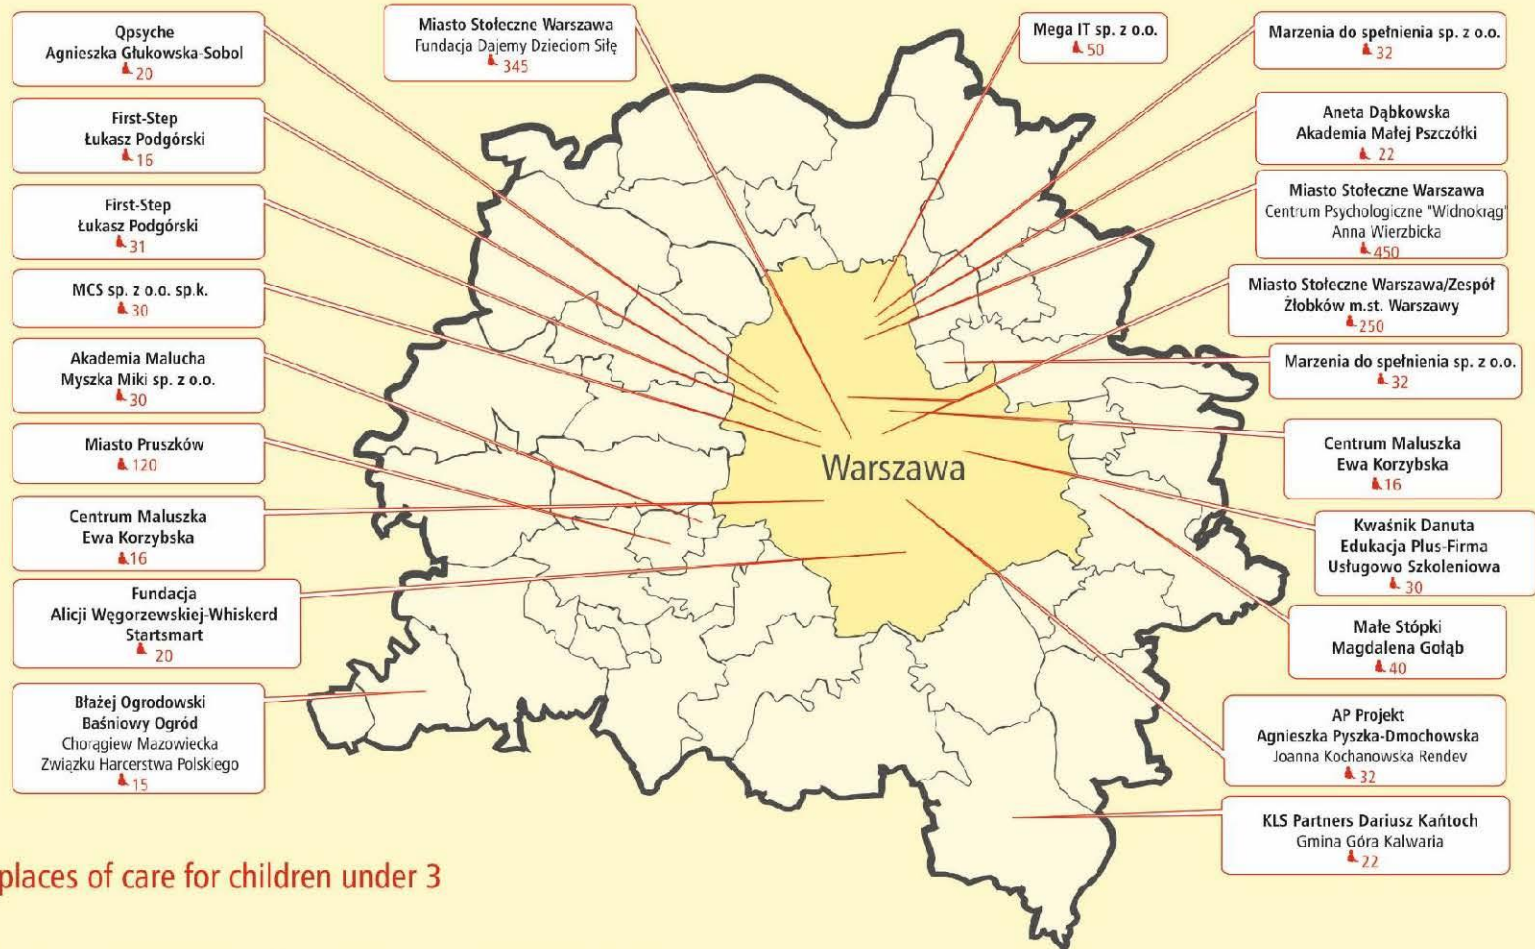 Qpsyche
Agnieszka Głukowska-Sobol
20
First-Step
Łukasz Podgórski
16
First-Step
Łukasz Podgórski
31
MCS sp. z o.o. sp.k.
30
Akademia Malucha
Myszka Miki sp. z o.o.
30
Miasto Pruszków
120
Centrum Maluszka
Ewa Korzybska
16
Fundacja
Alicji Węgorzewskiej-Whiskerd
Startsmart
20
Błażej Ogrodowski
Baśniowy Ogród
Chorągiew Mazowiecka
Związku Harcerstwa Polskiego
15
Miasto Stołeczne Warszawa
Fundacja Dajemy Dzieciom Siłę
345
Warszawa
Mega IT sp. z o.o.
50
Marzenia do spełnienia sp. z o.o.
32
Aneta Dąbkowska
Akademia Małej Pszczółki
22
Miasto Stołeczne Warszawa
Centrum Psychologiczne "Widnokrąg"
Anna Wierzbicka
450
Miasto Stołeczne Warszawa/Zespół
Żłobków m.st. Warszawy
250
Marzenia do spełnienia sp. z o.o.
32
Centrum Maluszka
Ewa Korzybska
16
Kwaśnik Danuta
Edukacja Plus-Firma
Usługowo Szkoleniowa
30
Małe Stópki
Magdalena Gołąb
40
AP Projekt
Agnieszka Pyszka-Dmochowska
Joanna Kochanowska Rendev
32
KLS Partners Dariusz Kańtoch
Gmina Góra Kalwaria
22
places of care for children under 3